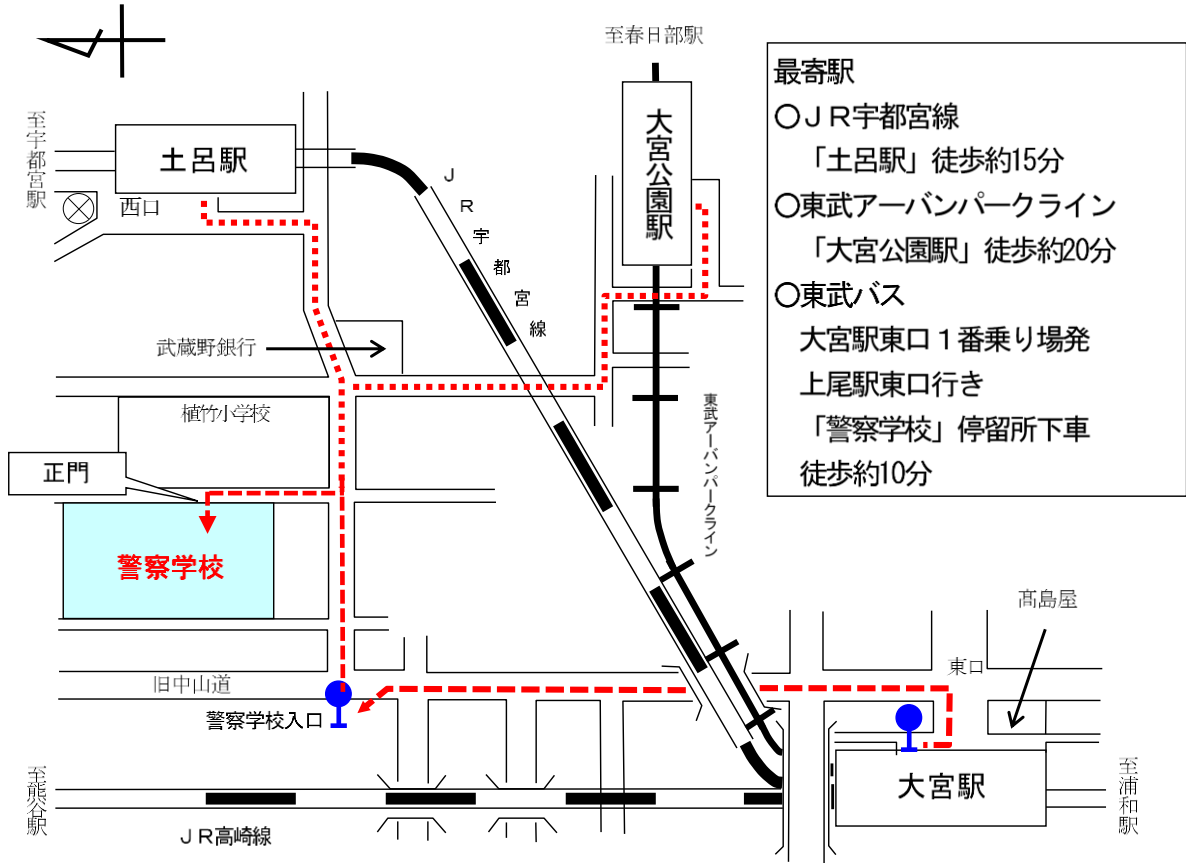 至春日部駅
最寄駅
○ＪＲ宇都宮線
「土呂駅」徒歩約15分
○東武アーバンパークライン
「大宮公園駅」徒歩約20分
○東武バス
大宮駅東口１番乗り場発
上尾駅東口行き
「警察学校」停留所下車
徒歩約10分
至宇都宮駅
土呂駅
西口
大宮公園駅
ＪＲ宇都宮線
武蔵野銀行
植竹小学校
正門
警察学校
東武アーバンパークライン
髙島屋
東口
旧中山道
警察学校入口
大宮駅
至浦和駅
至熊谷駅
ＪＲ高崎線